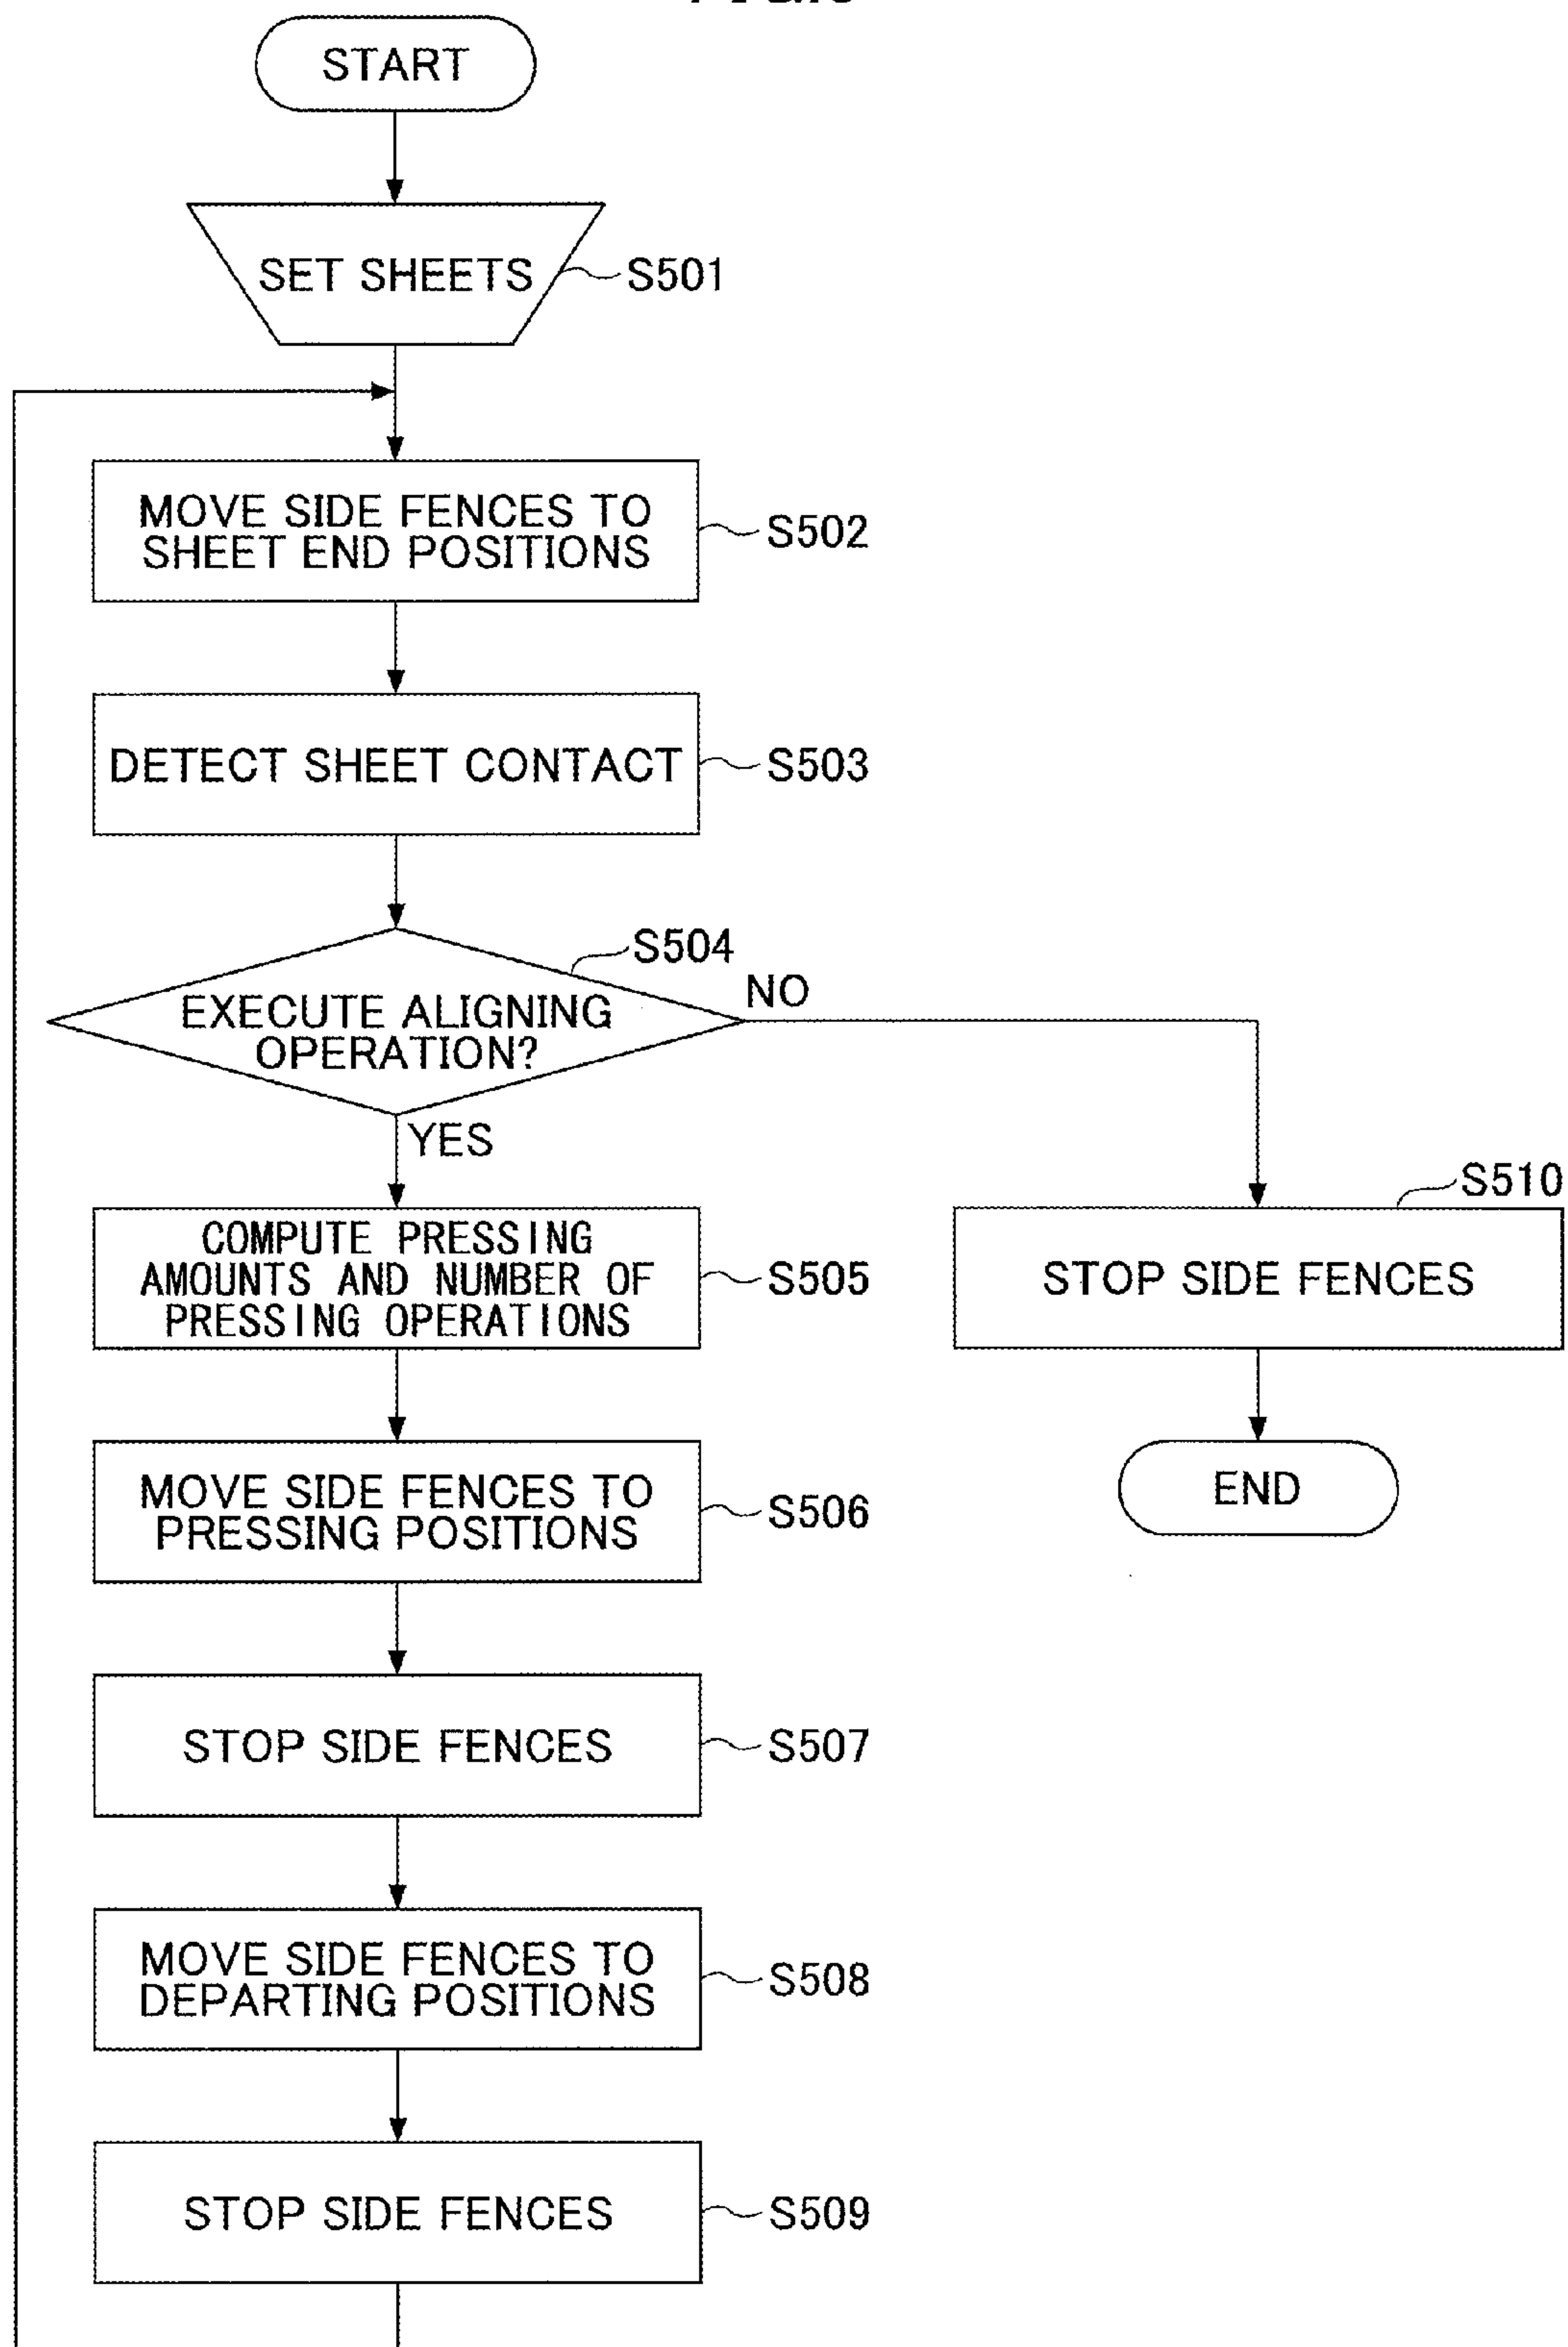 START
SET SHEETS
S501
MOVE SIDE FENCES TO
SHEET END POSITIONS
S502
DETECT SHEET CONTACT
S503
S504
EXECUTE ALIGNING
OPERATION?
NO
YES
COMPUTE PRESSING
AMOUNTS AND NUMBER OF
PRESSING OPERATIONS
S505
S510
STOP SIDE FENCES
MOVE SIDE FENCES TO
PRESSING POSITIONS
S506
END
STOP SIDE FENCES
S507
MOVE SIDE FENCES TO
DEPARTING POSITIONS
S508
STOP SIDE FENCES
S509